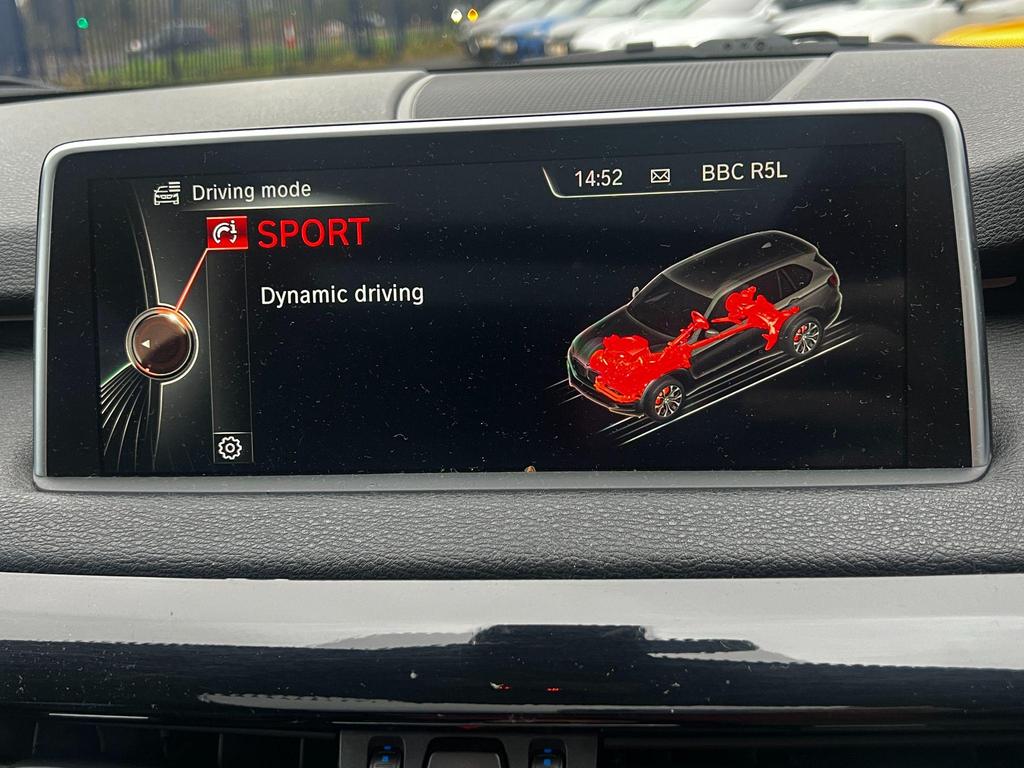 Driving mode
14:52
BBC R5L
SPORT
Dynamic driving